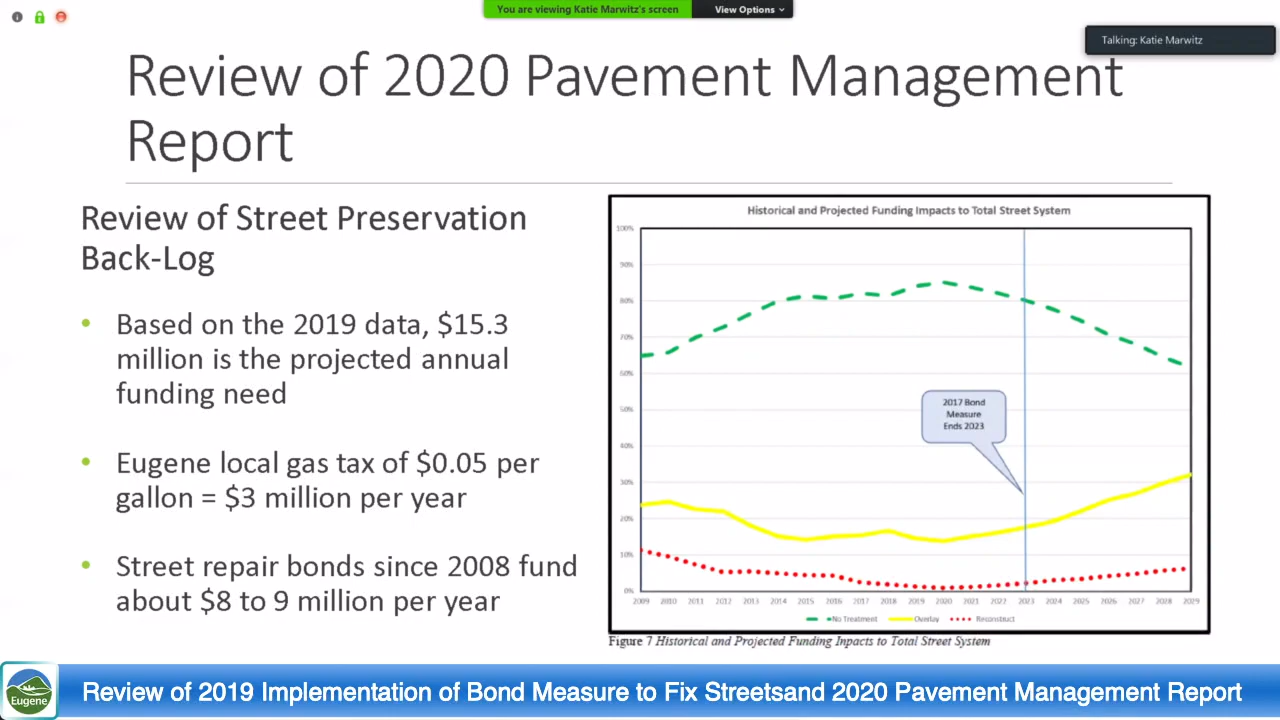 You are viewing Katie Marwitz's screen
View Options
Talking: Katie Marwitz
Review of 2020 Pavement Management
Report
Review of Street Preservation
Back-Log
• Based on the 2019 data, $15.3
million is the projected annual
funding need
• Eugene local gas tax of $0.05 per
gallon = $3 million per year
• Street repair bonds since 2008 fund
about $8 to 9 million per year
Historical and Projected Funding Impacts to Total Street System
100%
90%
80%
70%
60%
50%
40%
30%
20%
10%
0%
2017 Bond
Measure
Ends 2023
2009 2010 2011 2012 2013 2014 2015 2016 2017 2018 2019 2020 2021 2022 2023 2024 2025 2026 2027 2028 2029
No Treatment Overlay Reconstruct
Figure 7 Historical and Projected Funding Impacts to Total Street System
Eugene
Review of 2019 Implementation of Bond Measure to Fix Streetsand 2020 Pavement Management Report